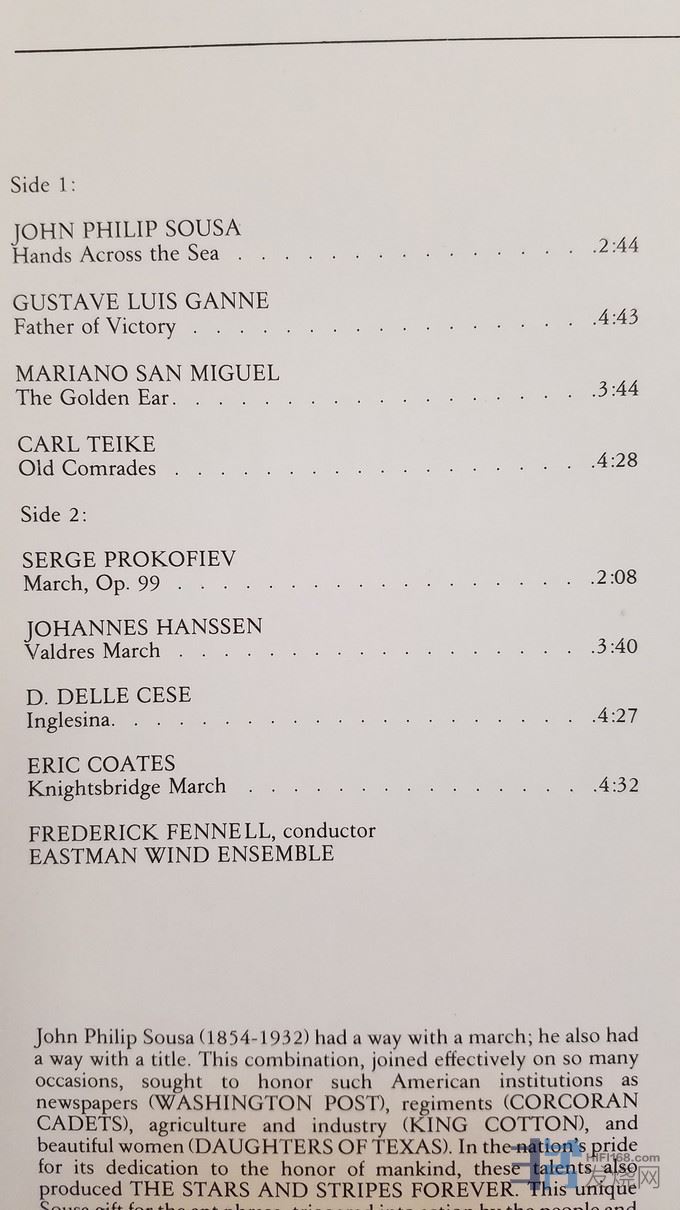 Side 1:
JOHN PHILIP SOUSA
Hands Across the Sea . . . . . . . . . . . . . . . .2:44
GUSTAVE LUIS GANNE
Father of Victory . . . . . . . . . . . . . . . . . .4:43
MARIANO SAN MIGUEL
The Golden Ear. . . . . . . . . . . . . . . . . . .3:44
CARL TEIKE
Old Comrades . . . . . . . . . . . . . . . . . . .4:28
Side 2:
SERGE PROKOFIEV
March, Op. 99 . . . . . . . . . . . . . . . . . . .2:08
JOHANNES HANSSEN
Valdres March . . . . . . . . . . . . . . . . . . .3:40
D. DELLE CESE
Inglesina. . . . . . . . . . . . . . . . . . . . . .4:27
ERIC COATES
Knightsbridge March . . . . . . . . . . . . . . . .4:32
FREDERICK FENNELL, conductor
EASTMAN WIND ENSEMBLE
John Philip Sousa (1854-1932) had a way with a march; he also had
a way with a title. This combination, joined effectively on so many
occasions, sought to honor such American institutions as
newspapers (WASHINGTON POST), regiments (CORCORAN
CADETS), agriculture and industry (KING COTTON), and
beautiful women (DAUGHTERS OF TEXAS). In the nation's pride
for its dedication to the honor of mankind, these talents also
produced THE STARS AND STRIPES FOREVER. This unique
HiFi168.com
发烧网